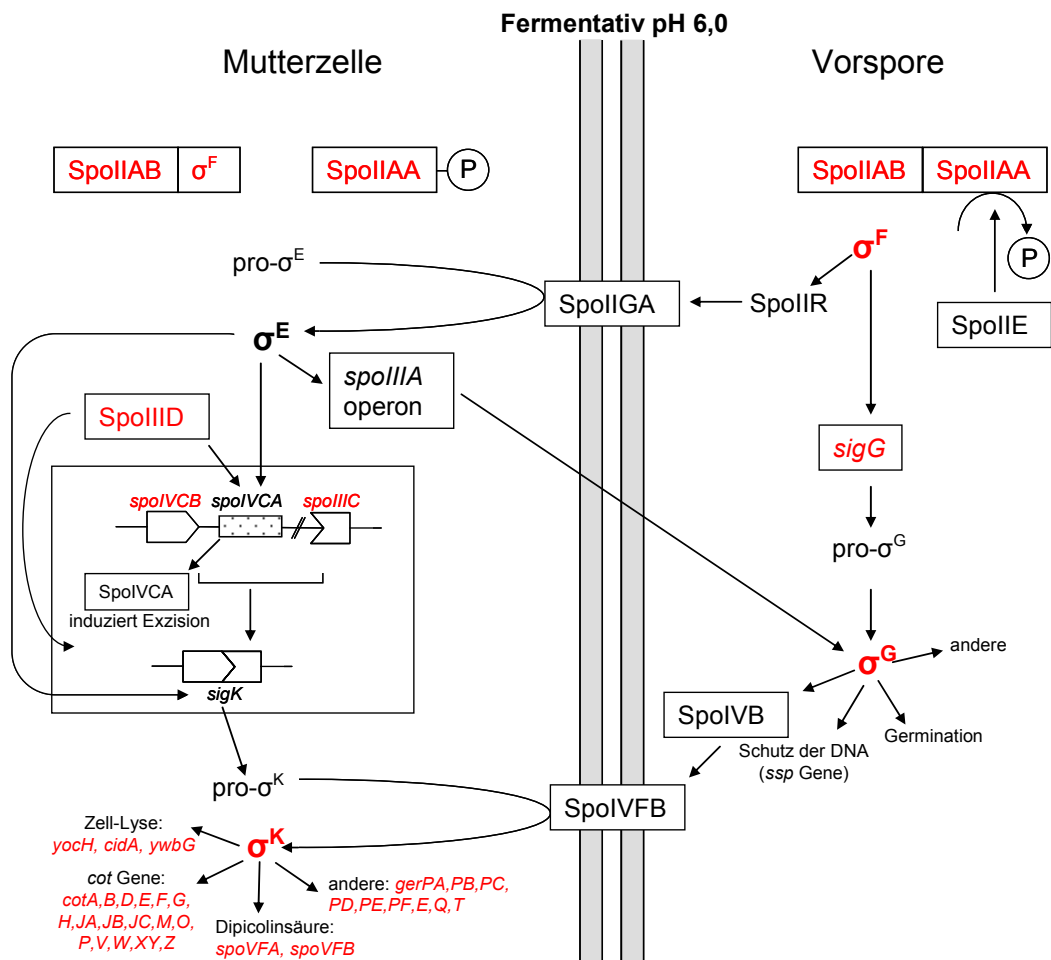 Fermentativ pH 6,0
Mutterzelle
Vorspore
SpoIIAB
σF
SpoIIAA
P
SpoIIAB
SpoIIAA
P
σF
pro-σE
SpoIIGA
SpoIIR
SpoIIE
σE
spoIIIA
operon
SpoIIID
sigG
spoIVCB
spoIVCA
spoIIIC
pro-σG
SpoIVCA
induziert Exzision
σG
andere
sigK
SpoIVB
Schutz der DNA
(ssp Gene)
Germination
pro-σK
SpoIVFB
Zell-Lyse:
yocH, cidA, ywbG
σK
cot Gene:
cotA,B,D,E,F,G,
H,JA,JB,JC,M,O,
P,V,W,XY,Z
andere: gerPA,PB,PC,
PD,PE,PF,E,Q,T
Dipicolinsäure:
spoVFA, spoVFB